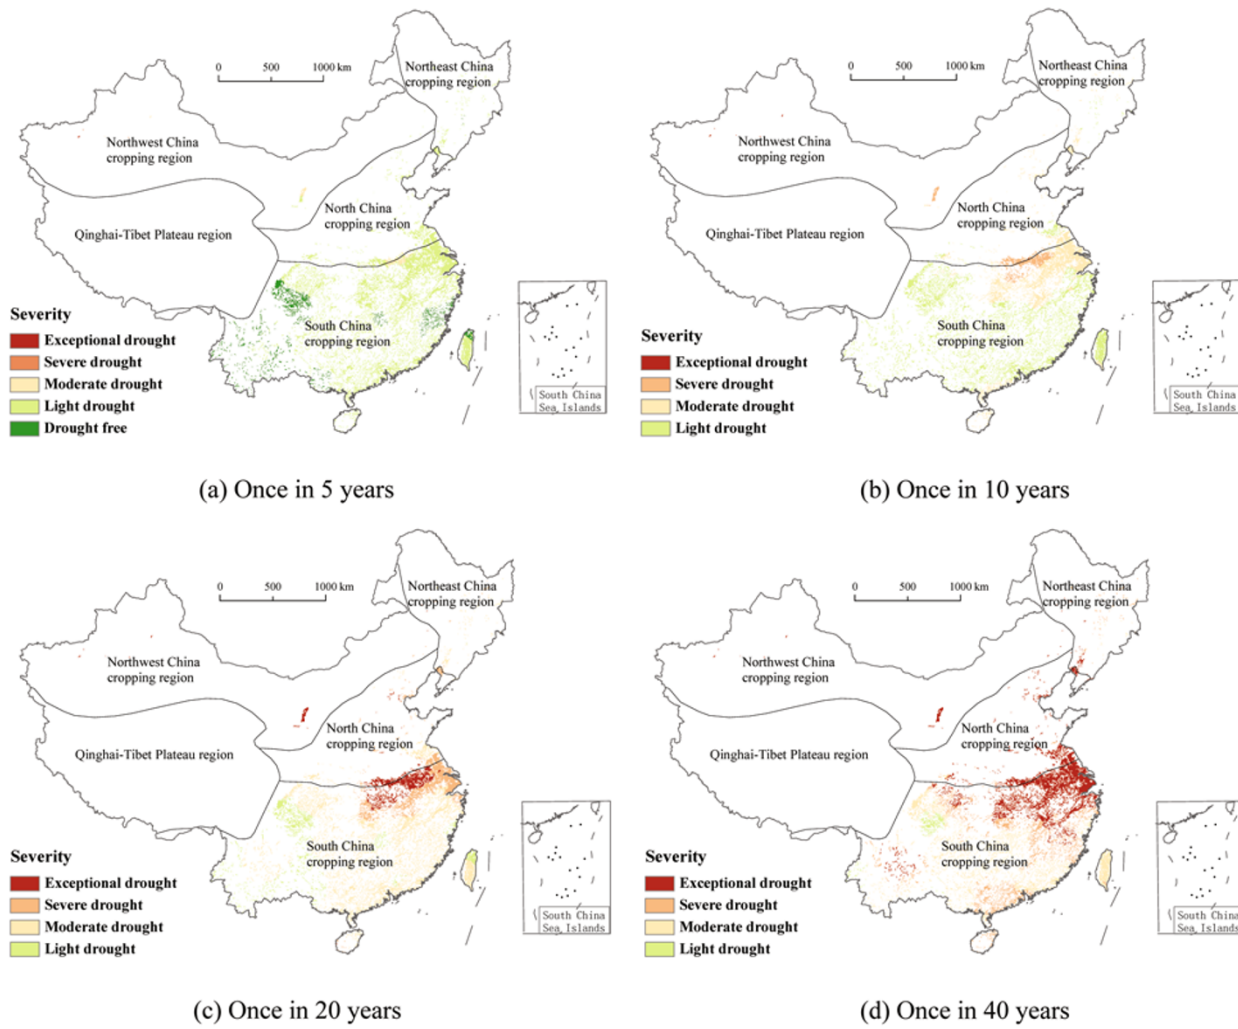 0 500 1000 km
Northeast China
cropping region
Northwest China
cropping region
North China
cropping region
Qinghai-Tibet Plateau region
South China
cropping region
Severity
Exceptional drought
Severe drought
Moderate drought
Light drought
Drought free
South China
Sea Islands
(a) Once in 5 years
0 500 1000 km
Northeast China
cropping region
Northwest China
cropping region
North China
cropping region
Qinghai-Tibet Plateau region
South China
cropping region
Severity
Exceptional drought
Severe drought
Moderate drought
Light drought
South China
Sea Islands
(b) Once in 10 years
0 500 1000 km
Northeast China
cropping region
Northwest China
cropping region
North China
cropping region
Qinghai-Tibet Plateau region
South China
cropping region
Severity
Exceptional drought
Severe drought
Moderate drought
Light drought
South China
Sea Islands
(c) Once in 20 years
0 500 1000 km
Northeast China
cropping region
Northwest China
cropping region
North China
cropping region
Qinghai-Tibet Plateau region
South China
cropping region
Severity
Exceptional drought
Severe drought
Moderate drought
Light drought
South China
Sea Islands
(d) Once in 40 years